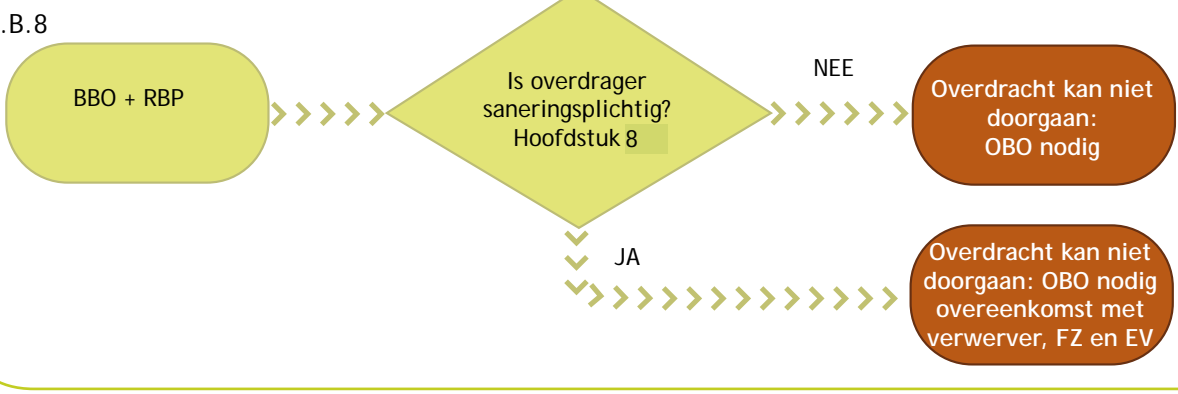 .B.8
BBO + RBP
Is overdrager
saneringsplichtig?
Hoofdstuk 8
NEE
Overdracht kan niet
doorgaan:
OBO nodig
JA
Overdracht kan niet
doorgaan: OBO nodig
overeenkomst met
verwerver, FZ en EV